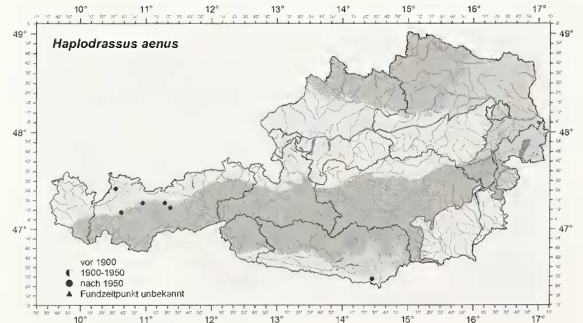 10° 11° 12° 13° 14° 15° 16° 17°
49° 49°
Haplodrassus aenus
48° 48°
47° 47°
vor 1900
1900-1950
nach 1950
Fundzeitpunkt unbekannt
10° 11° 12° 13° 14° 15° 16° 17°